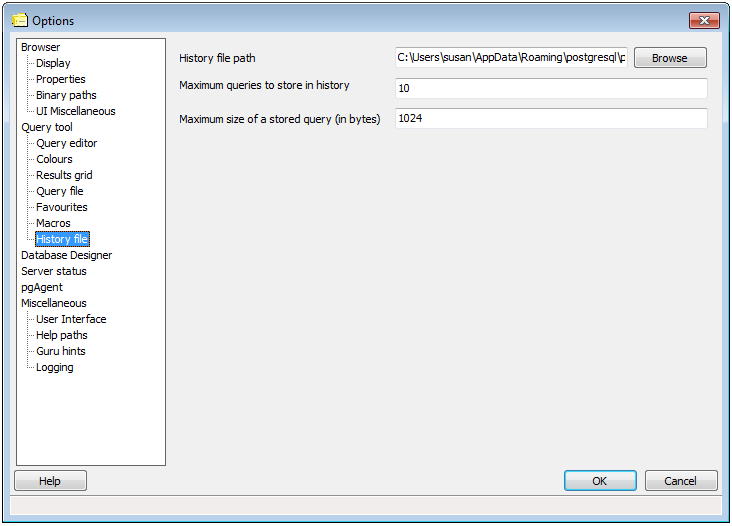 Options
Browser
Display
Properties
Binary paths
UI Miscellaneous
Query tool
Query editor
Colours
Results grid
Query file
Favourites
Macros
History file
Database Designer
Server status
pgAgent
Miscellaneous
User Interface
Help paths
Guru hints
Logging
History file path C:\Users\susan\AppData\Roaming\postgresql\p Browse
Maximum queries to store in history 10
Maximum size of a stored query (in bytes) 1024
Help OK Cancel